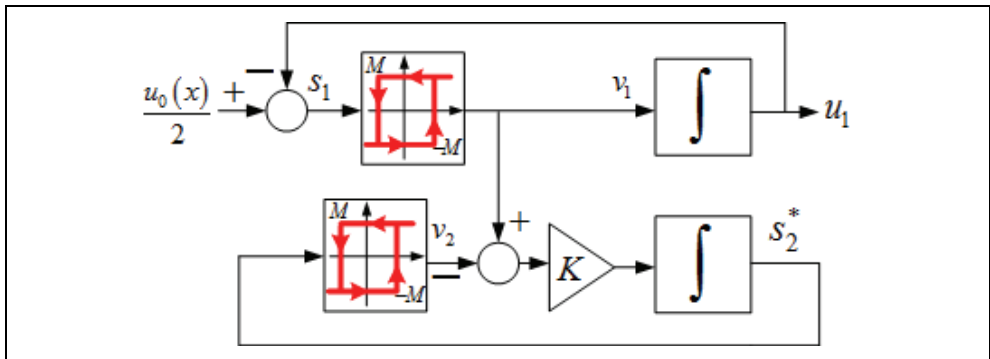 u₀(x)/2
+
−
s₁
M
−M
v₁
∫
u₁
M
−M
v₂
−
+
K
∫
s₂*